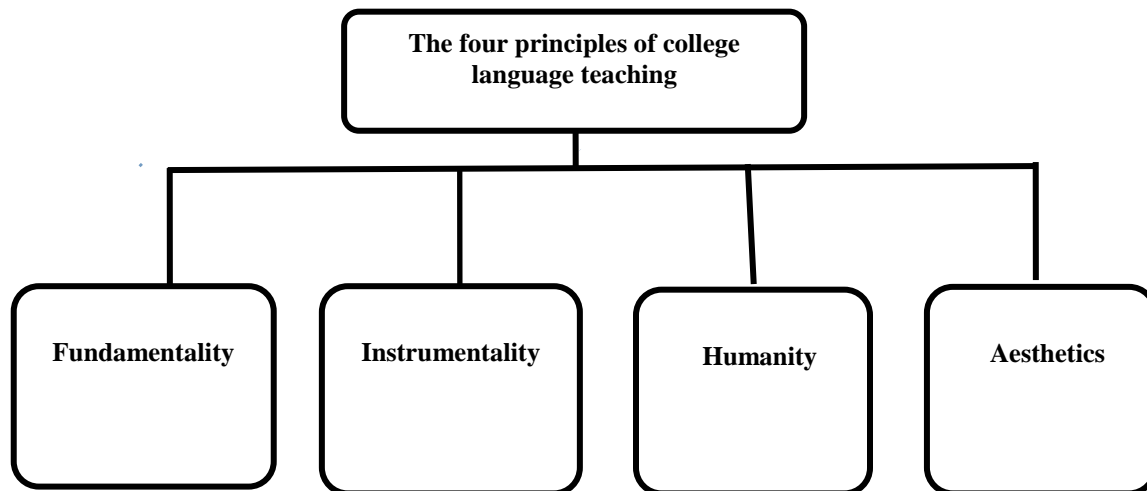 The four principles of college
language teaching
Fundamentality
Instrumentality
Humanity
Aesthetics